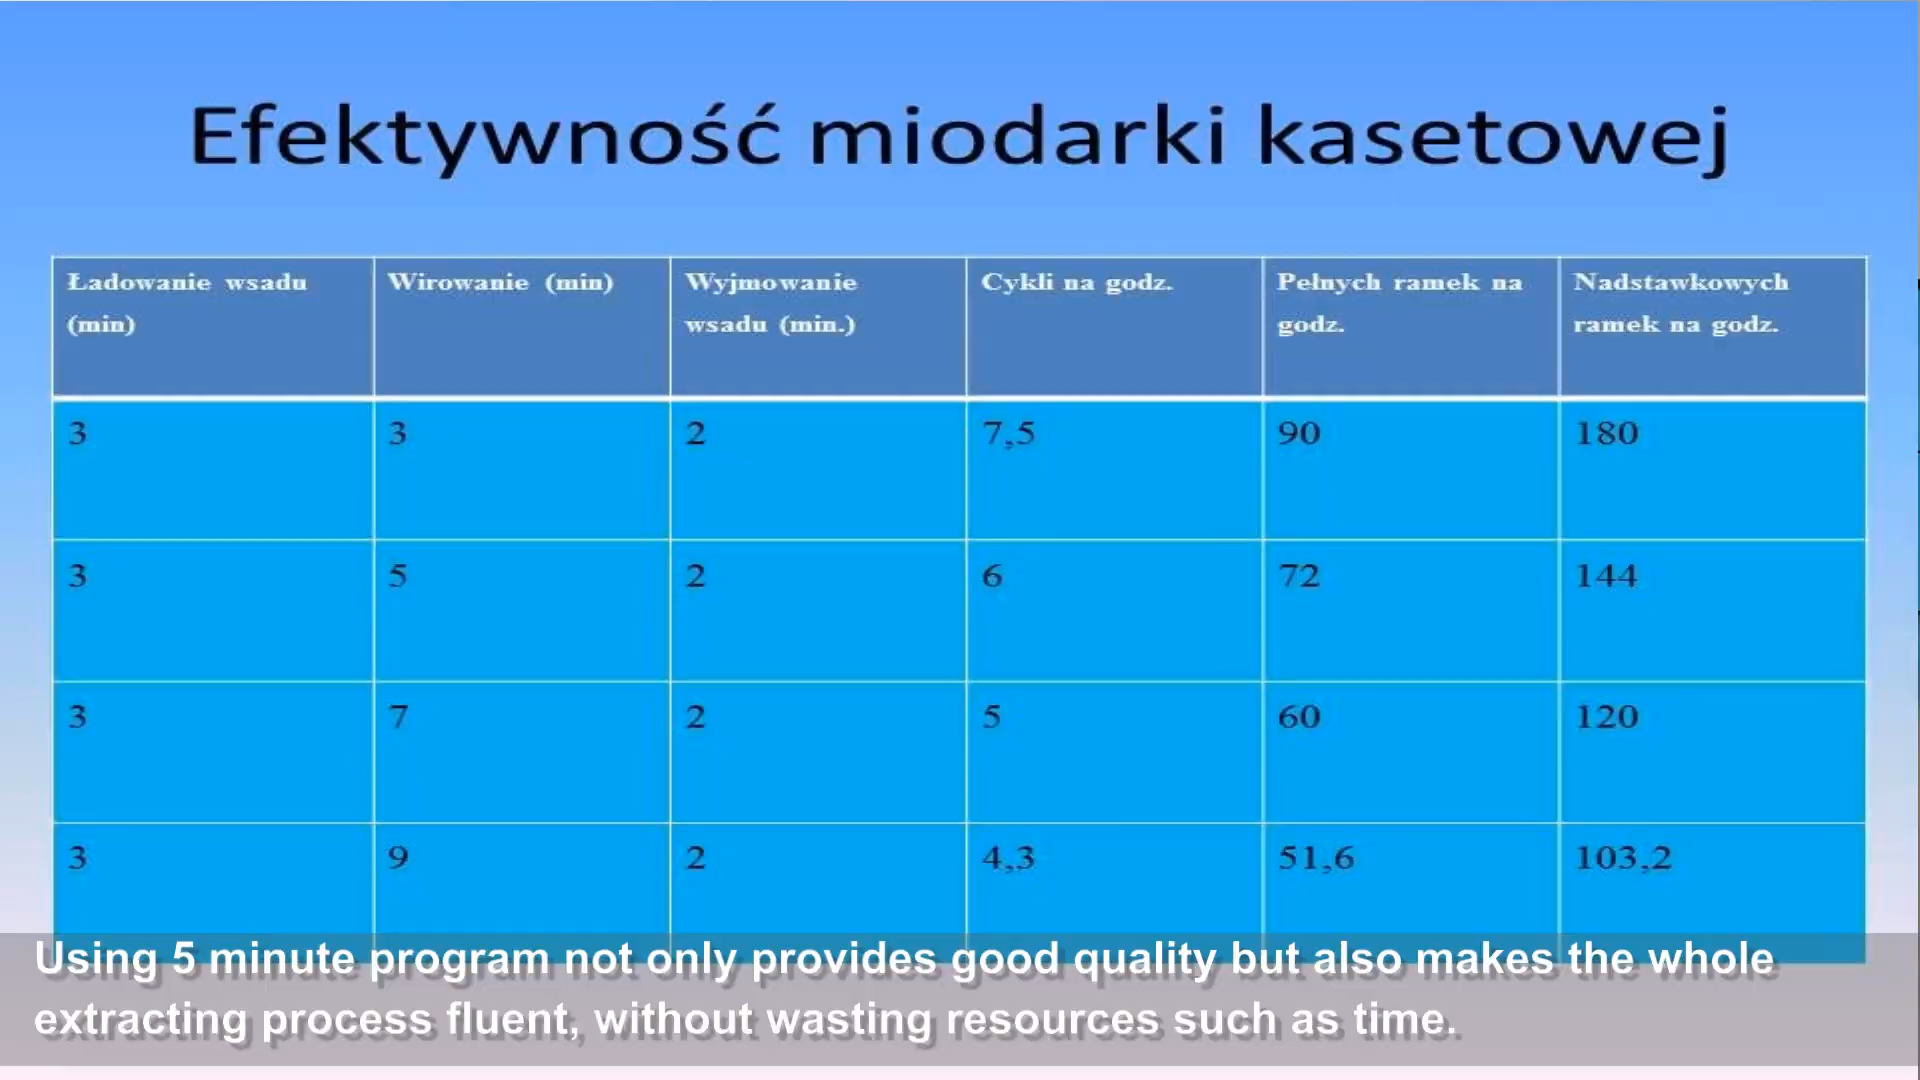 Efektywność miodarki kasetowej
Ładowanie wsadu (min) Wirowanie (min) Wyjmowanie wsadu (min.) Cykli na godz. Pełnych ramek na godz. Nadstawkowych ramek na godz.
3 3 2 7,5 90 180
3 5 2 6 72 144
3 7 2 5 60 120
3 9 2 4,3 51,6 103,2
Using 5 minute program not only provides good quality but also makes the whole
extracting process fluent, without wasting resources such as time.